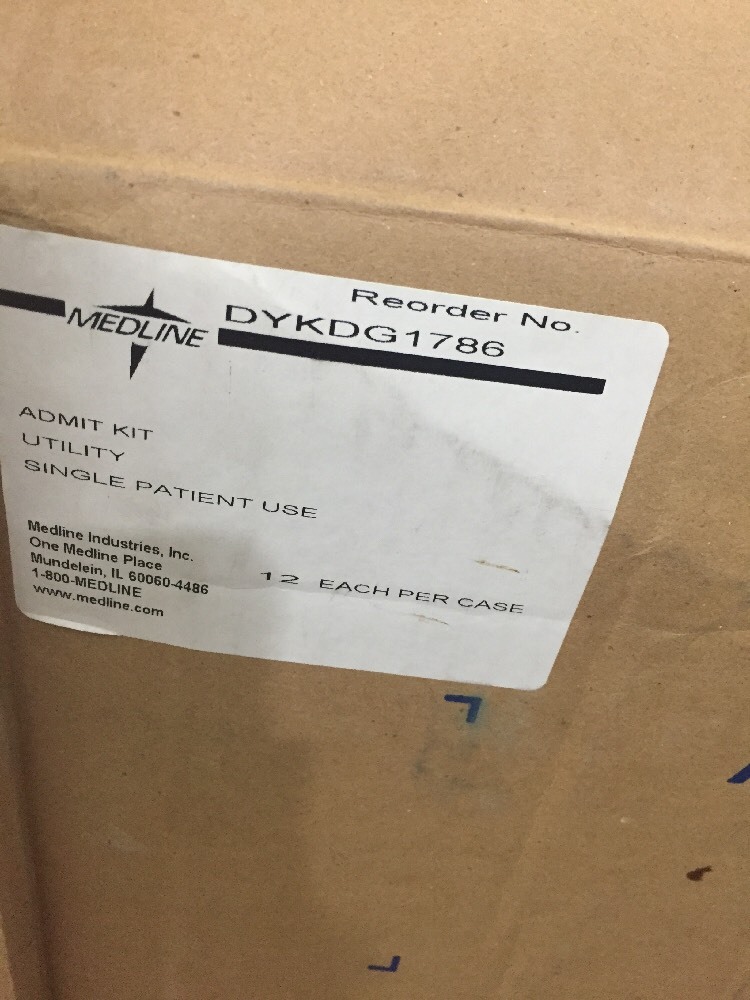 Reorder No.
MEDLINE DYKDG1786
ADMIT KIT
UTILITY
SINGLE PATIENT USE
Medline Industries, Inc.
One Medline Place
Mundelein, IL 60060-4486
1-800-MEDLINE
www.medline.com
12 EACH PER CASE